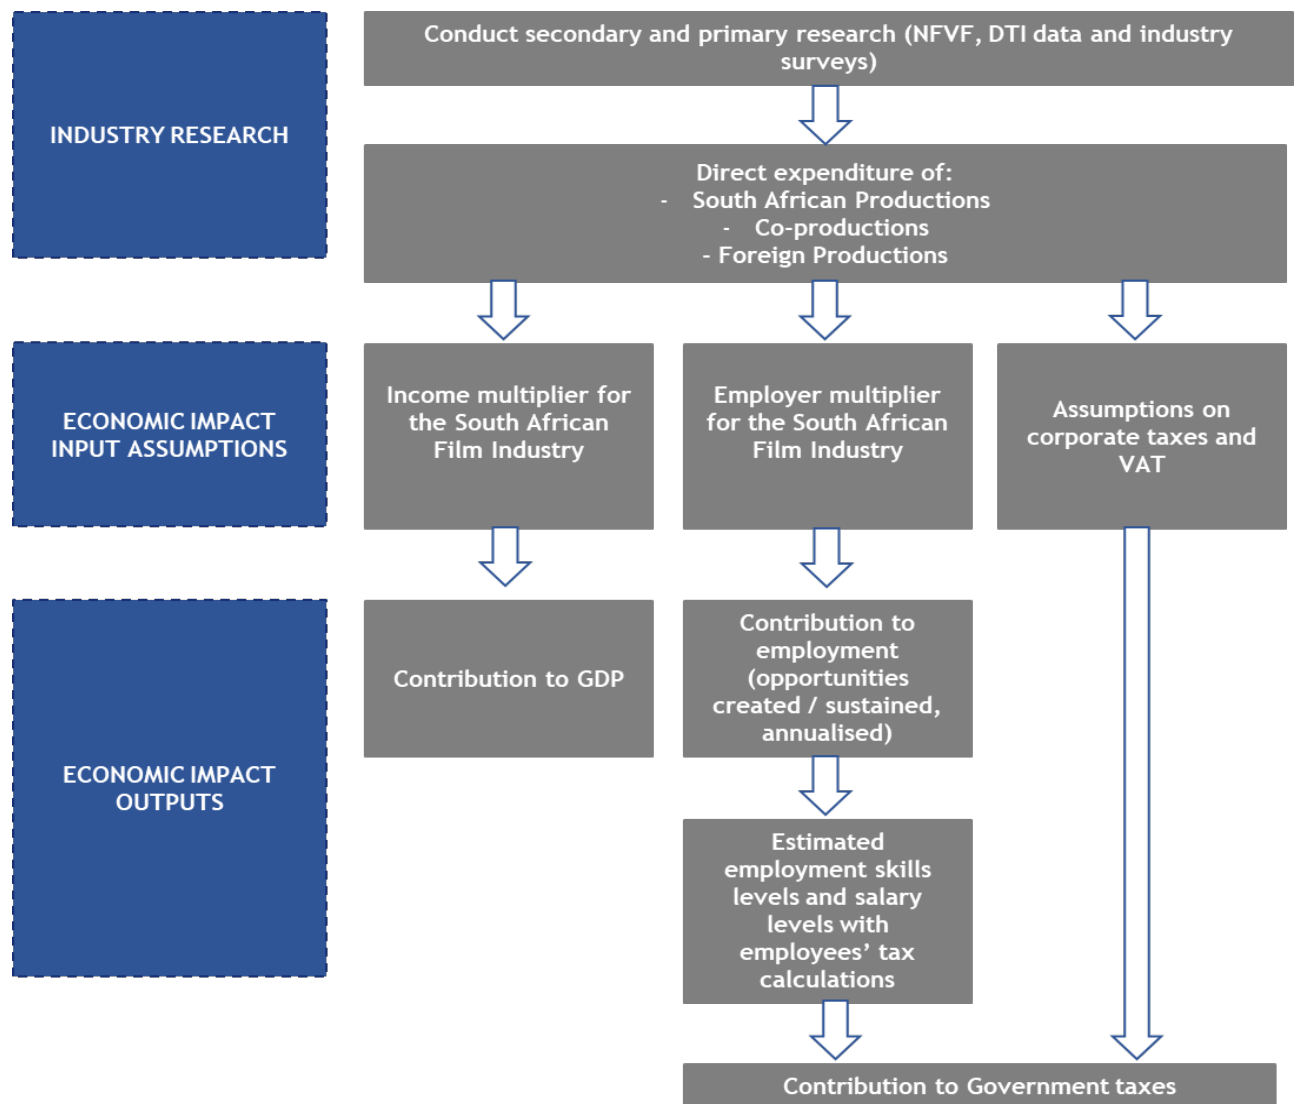 Conduct secondary and primary research (NFVF, DTI data and industry
surveys)
INDUSTRY RESEARCH
Direct expenditure of:
- South African Productions
- Co-productions
- Foreign Productions
ECONOMIC IMPACT
INPUT ASSUMPTIONS
Income multiplier for
the South African
Film Industry
Employer multiplier
for the South African
Film Industry
Assumptions on
corporate taxes and
VAT
ECONOMIC IMPACT
OUTPUTS
Contribution to GDP
Contribution to
employment
(opportunities
created / sustained,
annualised)
Estimated
employment skills
levels and salary
levels with
employees’ tax
calculations
Contribution to Government taxes